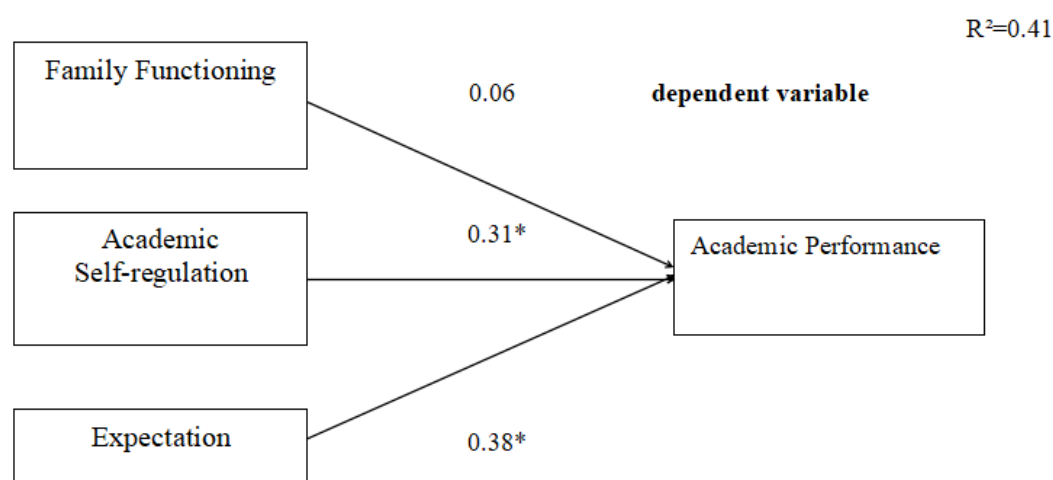 R²=0.41
Family Functioning
0.06
dependent variable
Academic
Self-regulation
0.31*
Academic Performance
Expectation
0.38*